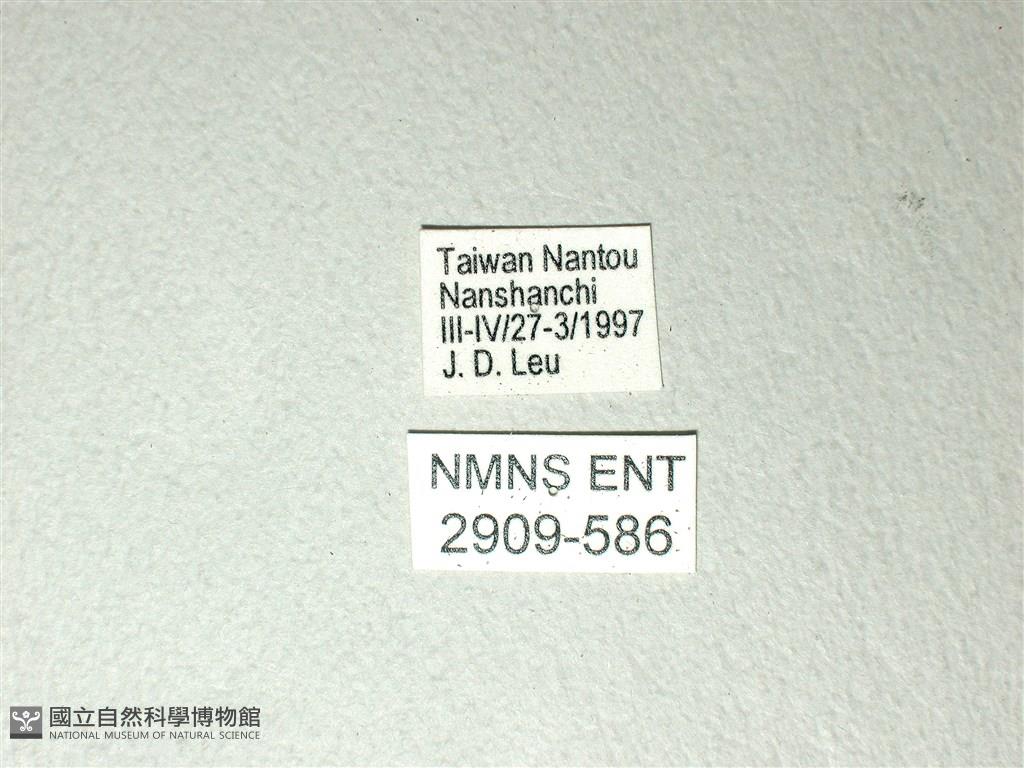 Taiwan Nantou
Nanshanchi
III-IV/27-3/1997
J. D. Leu
NMNS ENT
2909-586
國立自然科學博物館
NATIONAL MUSEUM OF NATURAL SCIENCE